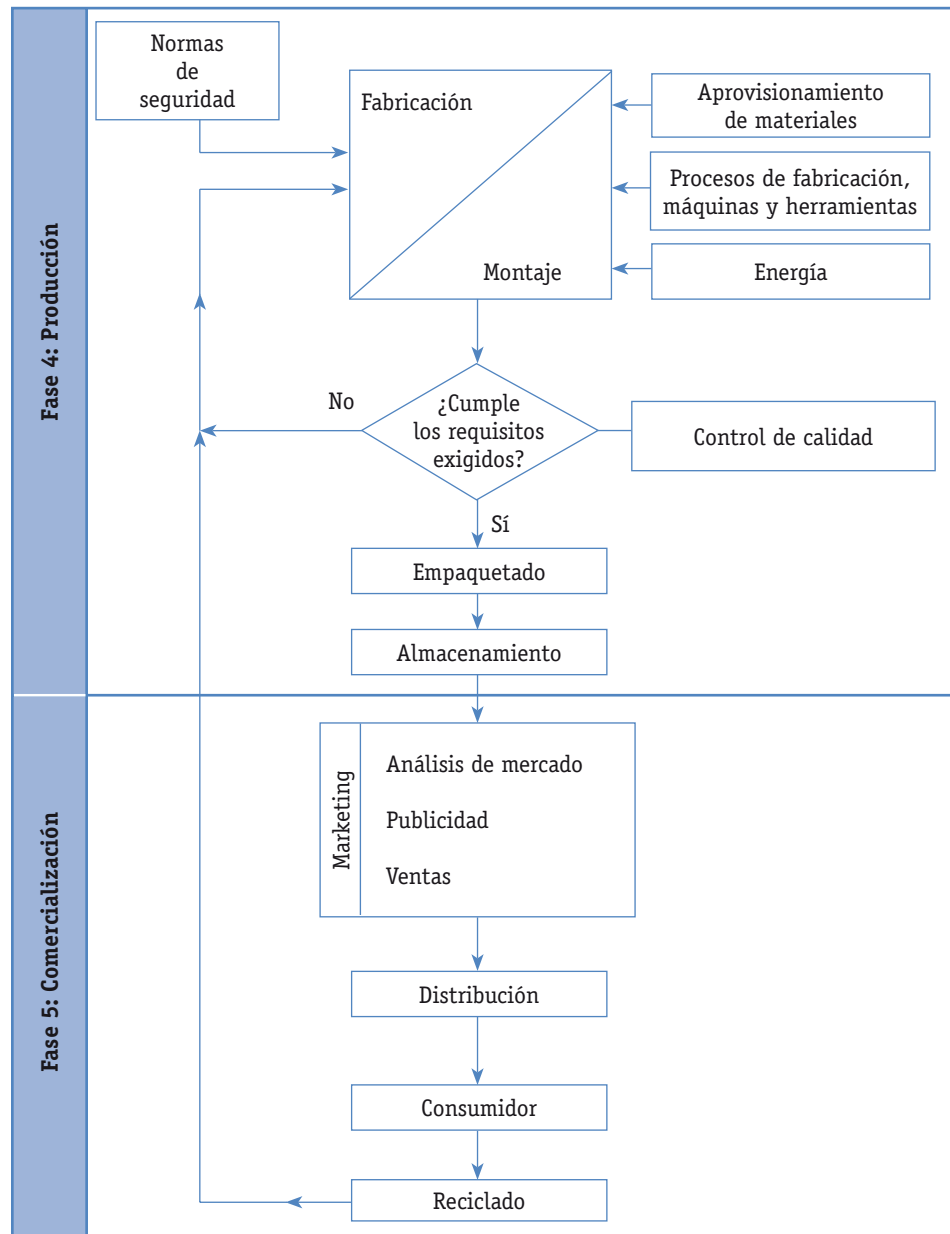 Fase 4: Producción
Normas
de
seguridad
Fabricación
Montaje
Aprovisionamiento
de materiales
Procesos de fabricación,
máquinas y herramientas
Energía
No
¿Cumple
los requisitos
exigidos?
Control de calidad
Sí
Empaquetado
Almacenamiento
Fase 5: Comercialización
Marketing
Análisis de mercado
Publicidad
Ventas
Distribución
Consumidor
Reciclado